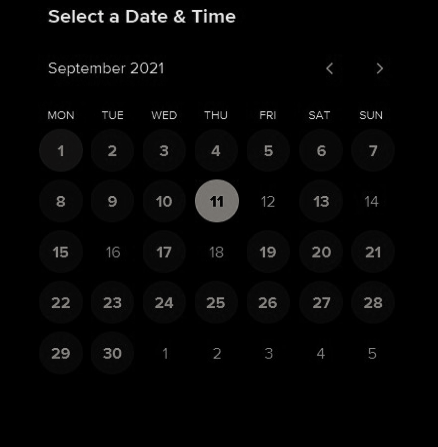 Select a Date & Time
September 2021
MON TUE WED THU FRI SAT SUN
1 2 3 4 5 6 7
8 9 10 11 12 13 14
15 16 17 18 19 20 21
22 23 24 25 26 27 28
29 30 1 2 3 4 5